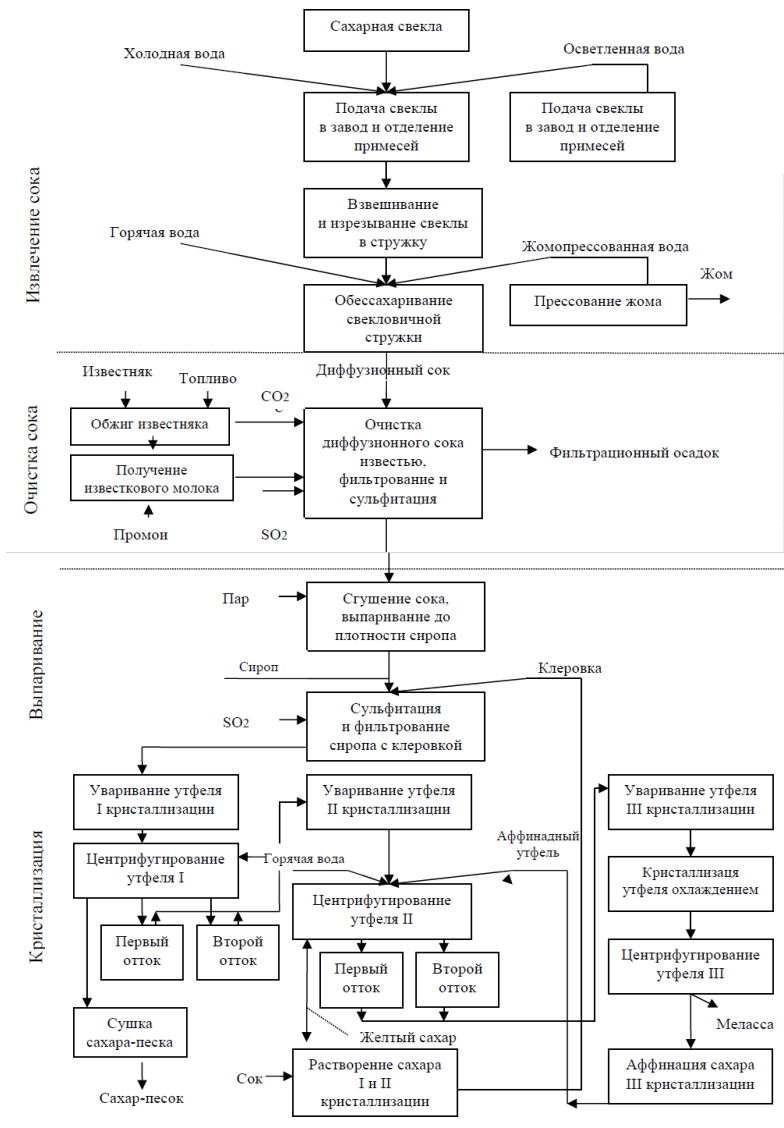 Сахарная свекла
Холодная вода
Осветленная вода
Подача свеклы
в завод и отделение
примесей
Подача свеклы
в завод и отделение
примесей
Извлечение сока
Взвешивание
и изрезывание свеклы
в стружку
Горячая вода
Жомопрессованная вода
Жом
Обессахаривание
свекловичной
стружки
Прессование жома
Диффузионный сок
Известняк
Топливо
CO2
Очистка сока
Обжиг известняка
Очистка
диффузионного сока
известью,
фильтрование и
сульфитация
Фильтрационный осадок
Получение
известкового молока
Промон
SO2
Выпаривание
Пар
Сгущение сока,
выпаривание до
плотности сиропа
Сироп
Клеровка
SO2
Сульфитация
и фильтрование
сиропа с клеровкой
Кристаллизация
Уваривание утфеля
I кристаллизации
Уваривание утфеля
II кристаллизации
Уваривание утфеля
III кристаллизации
Центрифугирование
утфеля I
Горячая вода
Аффинадный
утфель
Кристаллизаця
утфеля охлаждением
Центрифугирование
утфеля II
Первый
отток
Второй
отток
Первый
отток
Второй
отток
Центрифугирование
утфеля III
Сушка
сахара-песка
Желтый сахар
Меласса
Сахар-песок
Сок
Растворение сахара
I и II
кристаллизации
Аффинация сахара
III кристаллизации